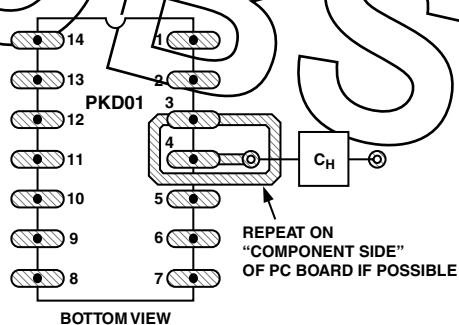 14
13
12
11
10
9
8
PKD01
1
2
3
4
5
6
7
CH
REPEAT ON
“COMPONENT SIDE”
OF PC BOARD IF POSSIBLE
BOTTOM VIEW